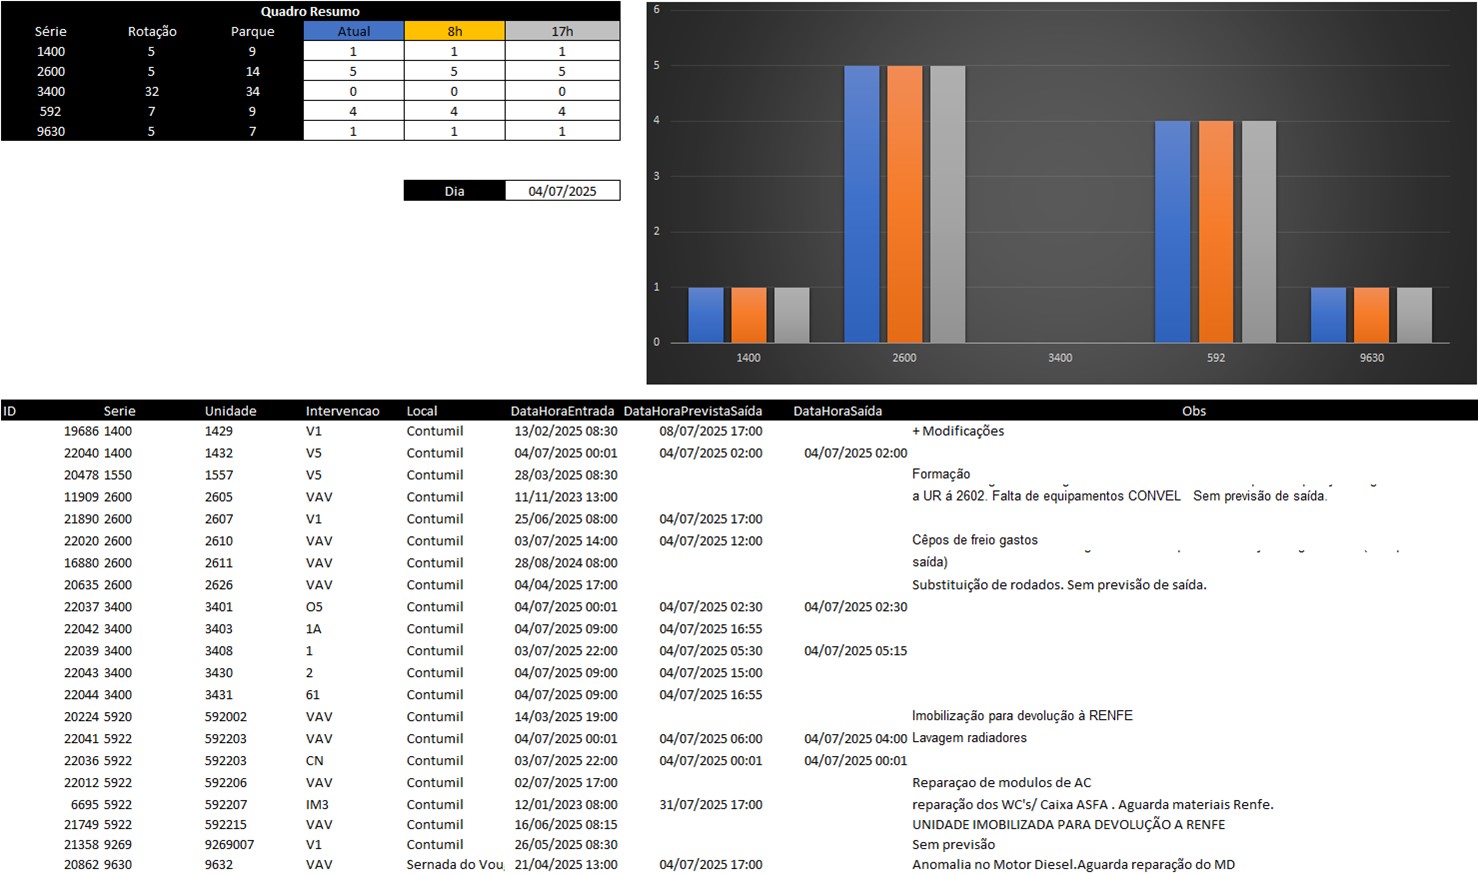 Quadro Resumo
Série Rotação Parque Atual 8h 17h
1400 5 9 1 1 1
2600 5 14 5 5 5
3400 32 34 0 0 0
592 7 9 4 4 4
9630 5 7 1 1 1
Dia 04/07/2025
6
5
4
3
2
1
0
1400 2600 3400 592 9630
ID Serie Unidade Intervencao Local DataHoraEntrada DataHoraPrevistaSaída DataHoraSaída Obs
19686 1400 1429 V1 Contumil 13/02/2025 08:30 08/07/2025 17:00 + Modificações
22040 1400 1432 V5 Contumil 04/07/2025 00:01 04/07/2025 02:00 04/07/2025 02:00
20478 1550 1557 V5 Contumil 28/03/2025 08:30 Formação
11909 2600 2605 VAV Contumil 11/11/2023 13:00 a UR á 2602. Falta de equipamentos CONVEL Sem previsão de saída.
21890 2600 2607 V1 Contumil 25/06/2025 08:00 04/07/2025 17:00
22020 2600 2610 VAV Contumil 03/07/2025 14:00 04/07/2025 12:00 Cêpos de freio gastos
16880 2600 2611 VAV Contumil 28/08/2024 08:00 saída)
20635 2600 2626 VAV Contumil 04/04/2025 17:00 Substituição de rodados. Sem previsão de saída.
22037 3400 3401 O5 Contumil 04/07/2025 00:01 04/07/2025 02:30 04/07/2025 02:30
22042 3400 3403 1A Contumil 04/07/2025 09:00 04/07/2025 16:55
22039 3400 3408 1 Contumil 03/07/2025 22:00 04/07/2025 05:30 04/07/2025 05:15
22043 3400 3430 2 Contumil 04/07/2025 09:00 04/07/2025 15:00
22044 3400 3431 61 Contumil 04/07/2025 09:00 04/07/2025 16:55
20224 5920 592002 VAV Contumil 14/03/2025 19:00 Imobilização para devolução à RENFE
22041 5922 592203 VAV Contumil 04/07/2025 00:01 04/07/2025 06:00 04/07/2025 04:00 Lavagem radiadores
22036 5922 592203 CN Contumil 03/07/2025 22:00 04/07/2025 00:01 04/07/2025 00:01
22012 5922 592206 VAV Contumil 02/07/2025 17:00 Reparaçao de modulos de AC
6695 5922 592207 IM3 Contumil 12/01/2023 08:00 31/07/2025 17:00 reparação dos WC's/ Caixa ASFA . Aguarda materiais Renfe.
21749 5922 592215 VAV Contumil 16/06/2025 08:15 UNIDADE IMOBILIZADA PARA DEVOLUÇÃO A RENFE
21358 9269 9269007 V1 Contumil 26/05/2025 08:30 Sem previsão
20862 9630 9632 VAV Sernada do Vou 21/04/2025 13:00 04/07/2025 17:00 Anomalia no Motor Diesel.Aguarda reparação do MD